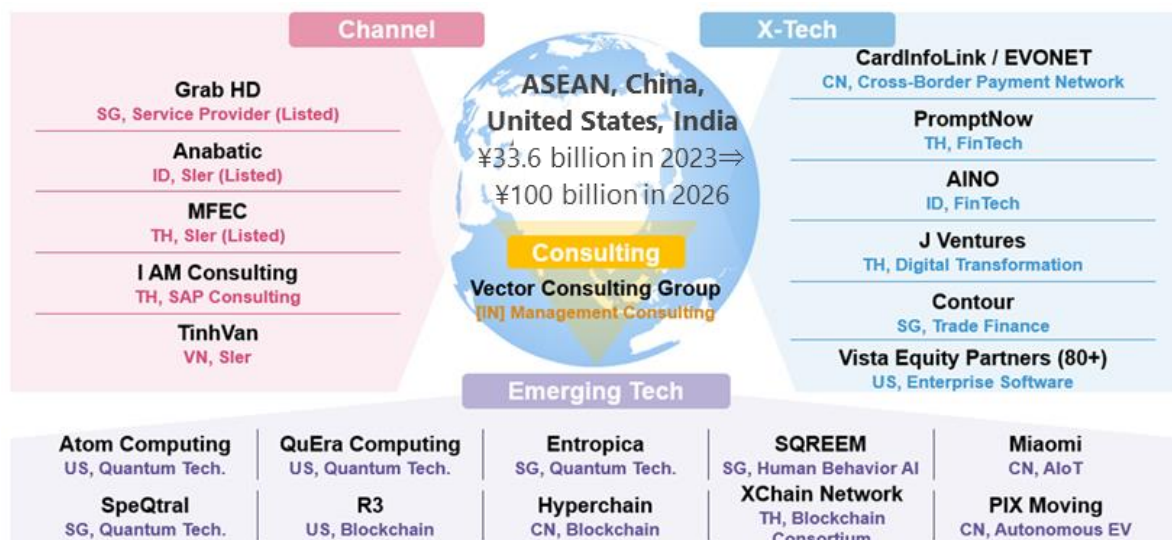 Channel
Grab HD
SG, Service Provider (Listed)
Anabatic
ID, SIer (Listed)
MFEC
TH, SIer (Listed)
I AM Consulting
TH, SAP Consulting
TinhVan
VN, SIer
ASEAN, China,
United States, India
¥33.6 billion in 2023⇒
¥100 billion in 2026
Consulting
Vector Consulting Group
[IN] Management Consulting
X-Tech
CardInfoLink / EVONET
CN, Cross-Border Payment Network
PromptNow
TH, FinTech
AINO
ID, FinTech
J Ventures
TH, Digital Transformation
Contour
SG, Trade Finance
Vista Equity Partners (80+)
US, Enterprise Software
Emerging Tech
Atom Computing
US, Quantum Tech.
QuEra Computing
US, Quantum Tech.
Entropica
SG, Quantum Tech.
SQREEM
SG, Human Behavior AI
Miaomi
CN, AIoT
SpeQtral
SG, Quantum Tech.
R3
US, Blockchain
Hyperchain
CN, Blockchain
XChain Network
TH, Blockchain
Consortium
PIX Moving
CN, Autonomous EV